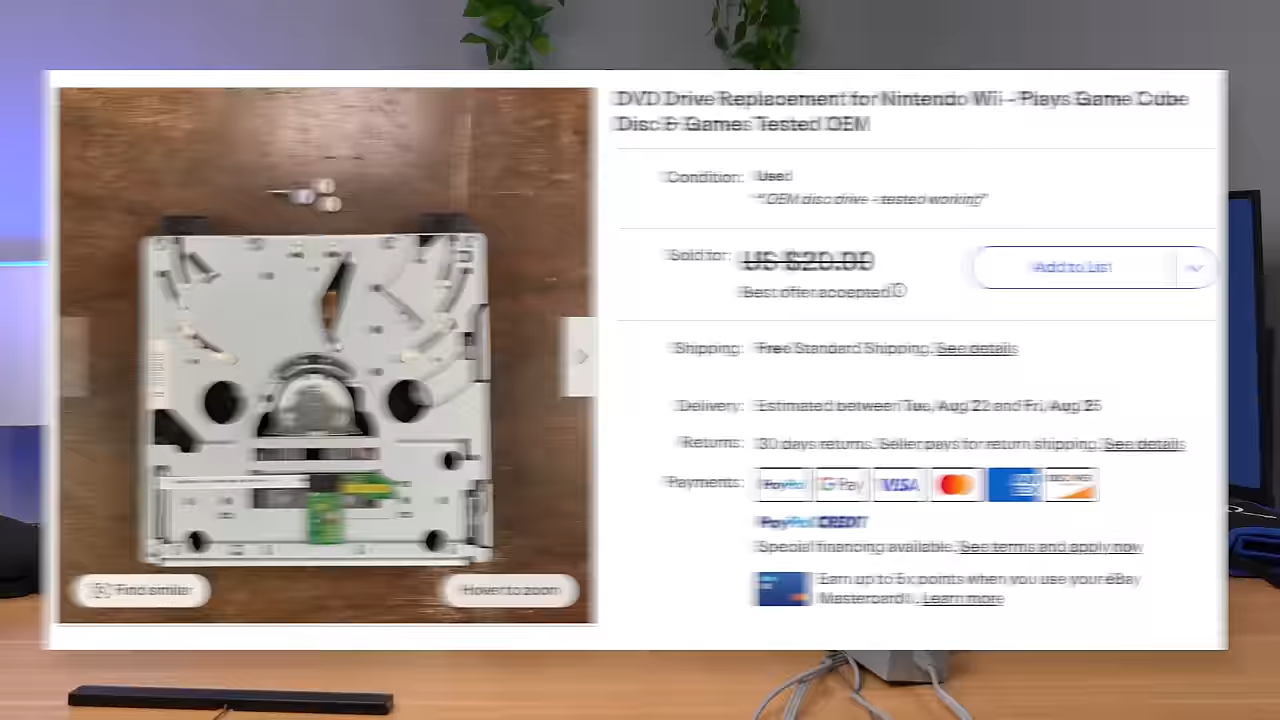 DVD Drive Replacement for Nintendo Wii - Plays Game Cube
Disc & Games Tested OEM
Condition: Used
"OEM disc drive - tested working"
Sold for: US $20.00
Add to List
Best offer accepted
Shipping: Free Standard Shipping. See details
Delivery: Estimated between Tue, Aug 22 and Fri, Aug 25
Returns: 30 days returns. Seller pays for return shipping. See details
Payments: PayPal G Pay VISA DISCOVER
PayPal CREDIT
Special financing available. See terms and apply now
Earn up to 5x points when you use your eBay
Mastercard®. Learn more
Find similar
Hover to zoom